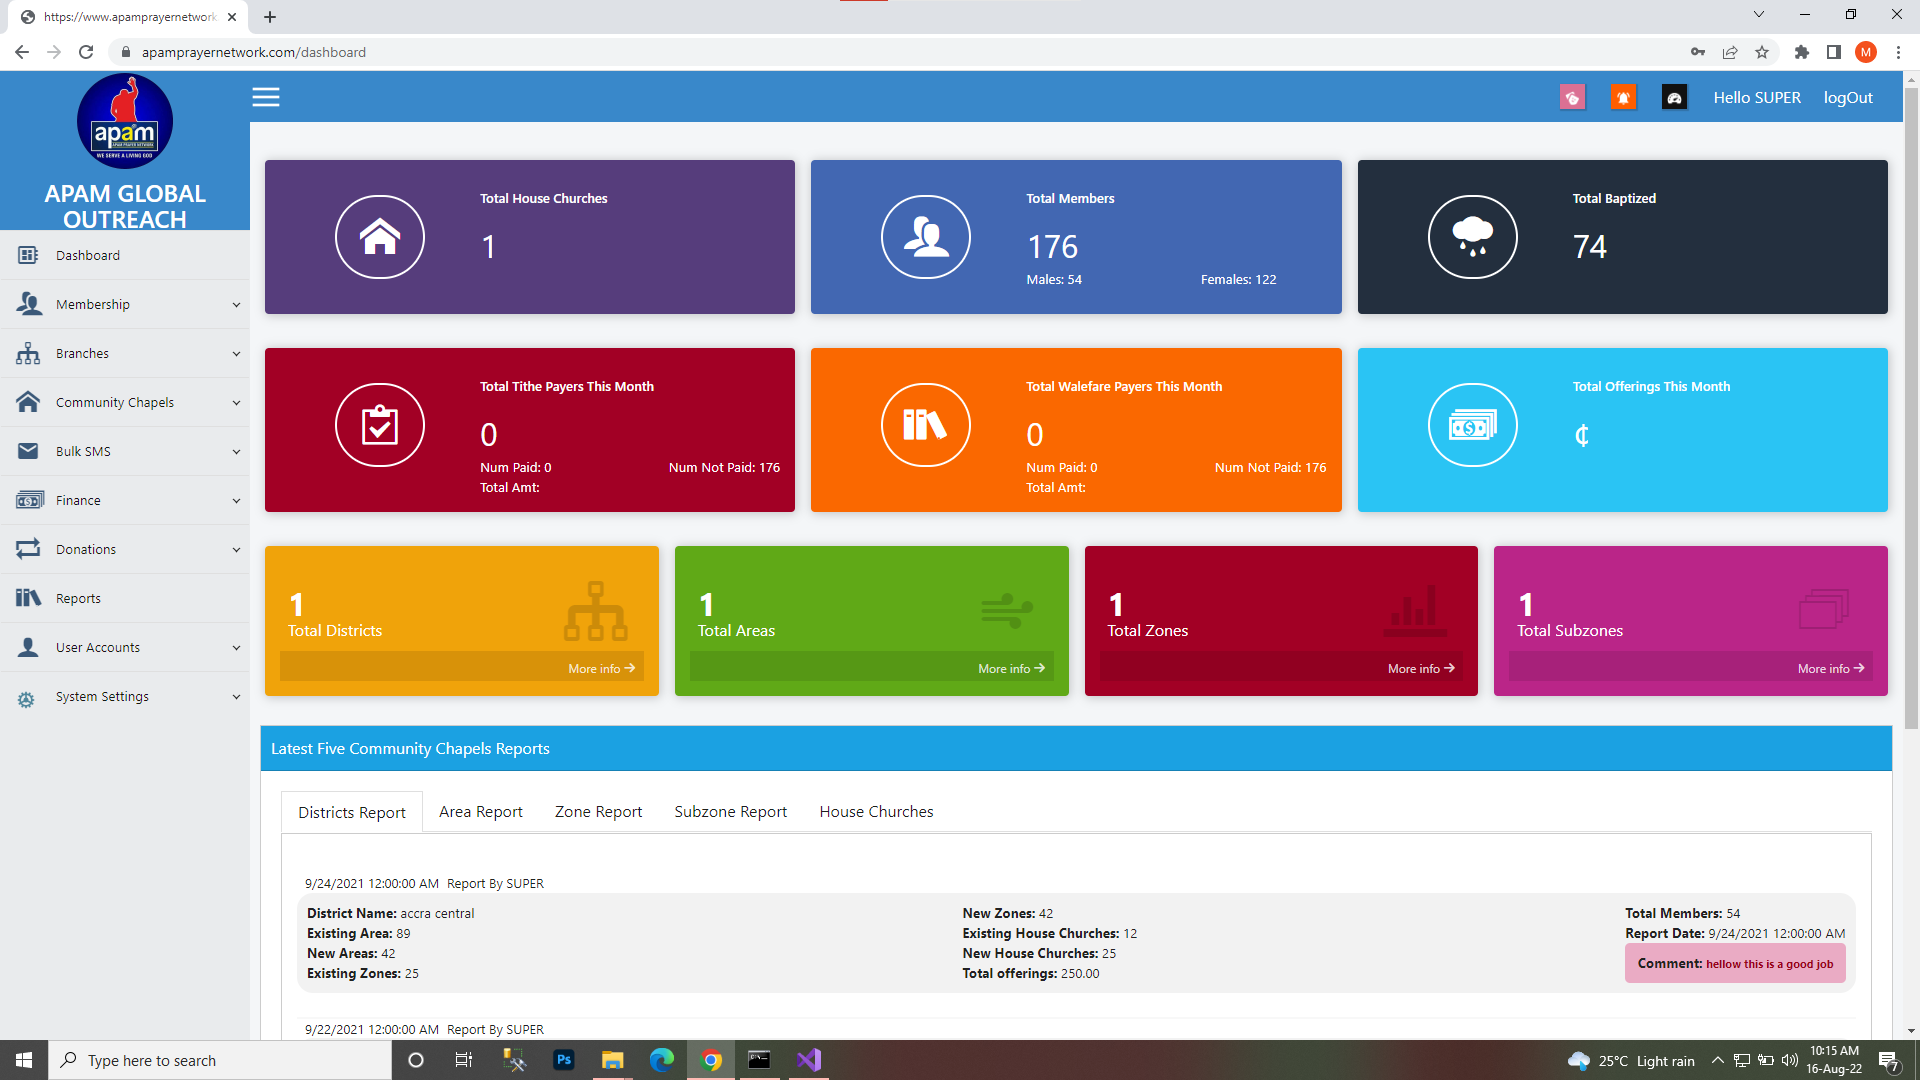 https://www.apamprayernetwork
apamprayernetwork.com/dashboard
M
apam
APAM PRAYER NETWORK
WE SERVE A LIVING GOD
APAM GLOBAL
OUTREACH
Hello SUPER
logOut
Dashboard
Membership
Branches
Community Chapels
Bulk SMS
Finance
Donations
Reports
User Accounts
System Settings
Total House Churches
1
Total Members
176
Males: 54
Females: 122
Total Baptized
74
Total Tithe Payers This Month
0
Num Paid: 0
Num Not Paid: 176
Total Amt:
Total Walefare Payers This Month
0
Num Paid: 0
Num Not Paid: 176
Total Amt:
Total Offerings This Month
¢
1
Total Districts
More info
1
Total Areas
More info
1
Total Zones
More info
1
Total Subzones
More info
Latest Five Community Chapels Reports
Districts Report
Area Report
Zone Report
Subzone Report
House Churches
9/24/2021 12:00:00 AM Report By SUPER
District Name: accra central
Existing Area: 89
New Areas: 42
Existing Zones: 25
New Zones: 42
Existing House Churches: 12
New House Churches: 25
Total offerings: 250.00
Total Members: 54
Report Date: 9/24/2021 12:00:00 AM
Comment: hellow this is a good job
9/22/2021 12:00:00 AM Report By SUPER
Type here to search
Ps
25°C Light rain
10:15 AM
16-Aug-22
7